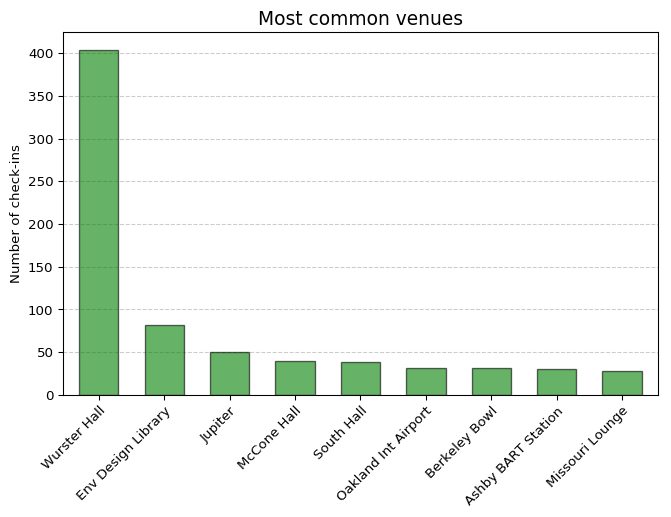 Most common venues
Number of check-ins
400
350
300
250
200
150
100
50
0
Wurster Hall
Env Design Library
Jupiter
McCone Hall
South Hall
Oakland Int Airport
Berkeley Bowl
Ashby BART Station
Missouri Lounge